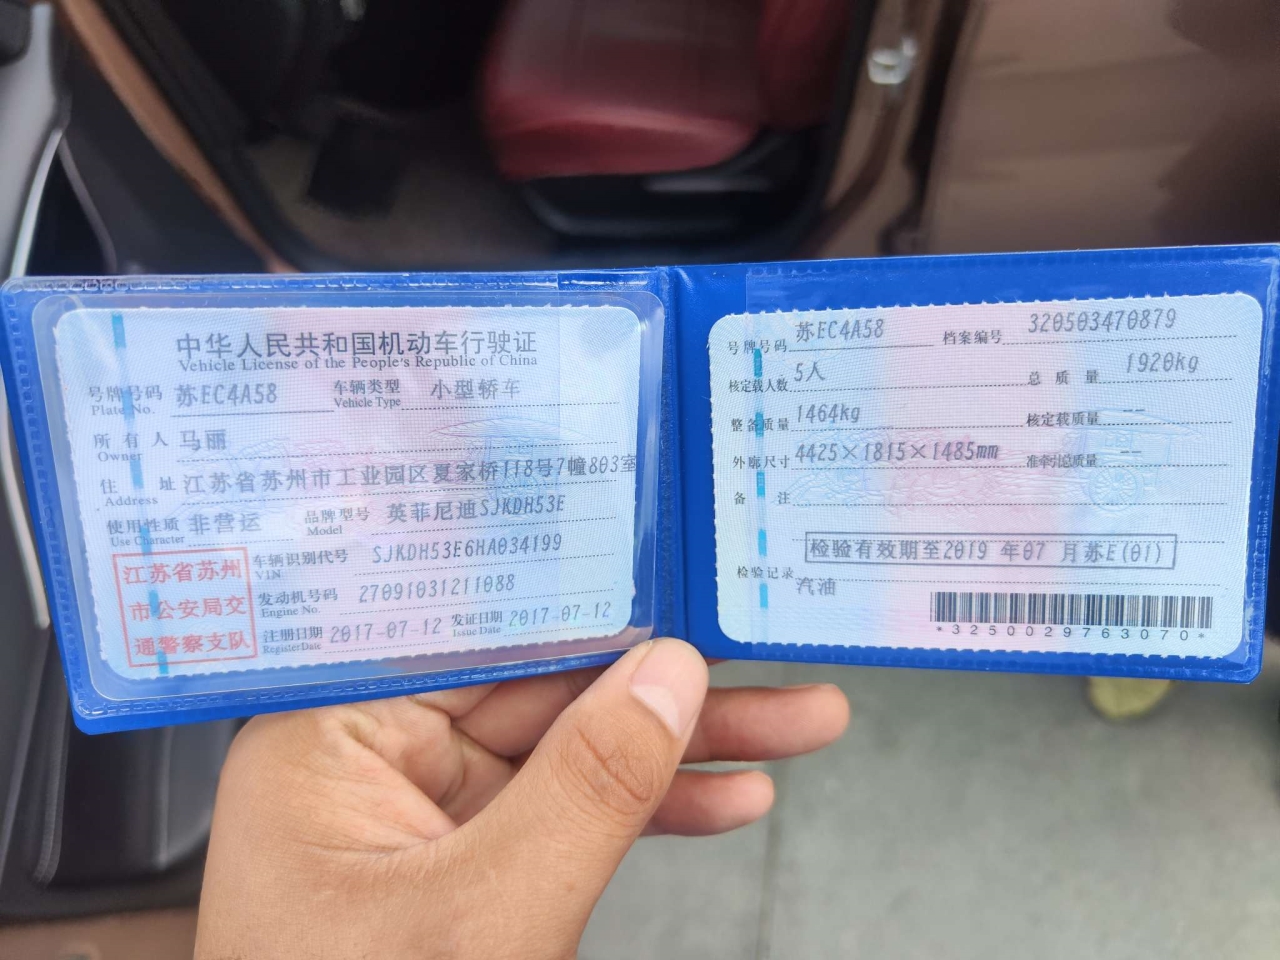 中华人民共和国机动车行驶证
Vehicle License of the People's Republic of China
号牌号码 苏EC4A58 车辆类型 小型轿车
Plate No. Vehicle Type
所有人 马丽
Owner
住址 江苏省苏州市工业园区夏家桥118号7幢803室
Address
使用性质 非营运 品牌型号 英菲尼迪SJKDH53E
Use Character Model
江苏省苏州
市公安局交
通警察支队
车辆识别代号 SJKDH53E6HA034199
VIN
发动机号码 27091031211088
Engine No.
注册日期 2017-07-12 发证日期 2017-07-12
Register Date Issue Date
号牌号码 苏EC4A58 档案编号 320503470879
核定载人数 5人 总质量 1920kg
整备质量 1464kg 核定载质量 --
外廓尺寸 4425×1815×1485mm 准牵引总质量 --
备注
检验有效期至2019 年07 月苏E(01)
检验记录
汽油
*3250029763070*